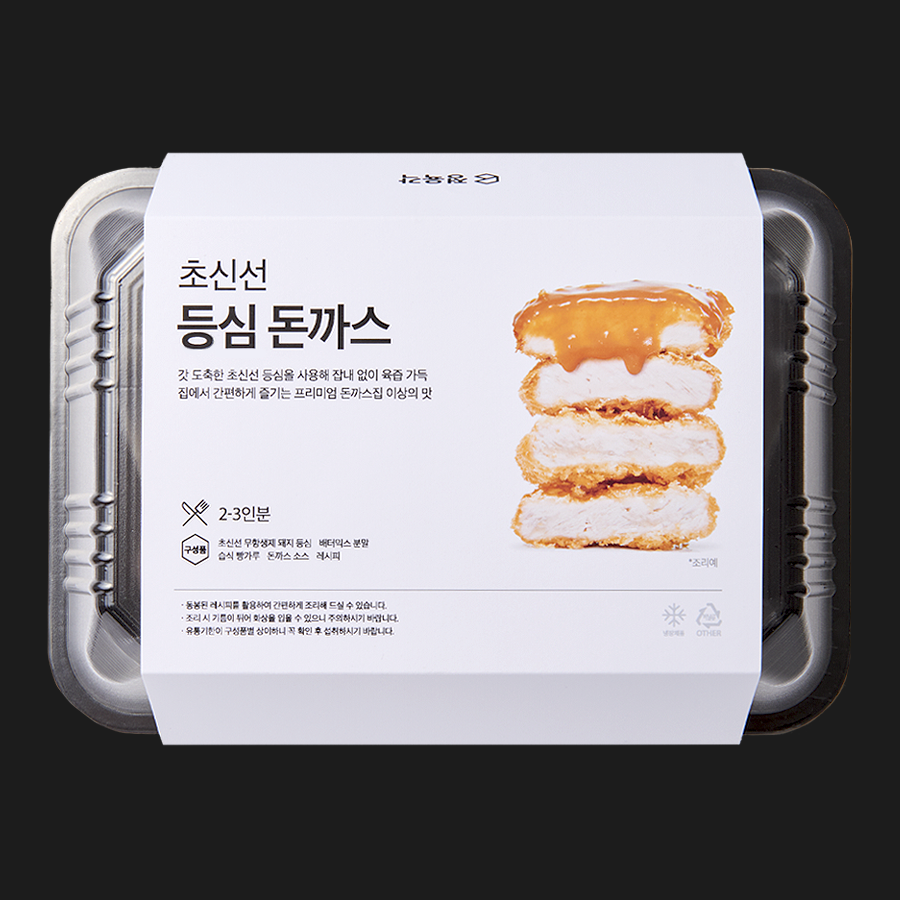 정육각
초신선
등심 돈까스
갓 도축한 초신선 등심을 사용해 잡내 없이 육즙 가득
집에서 간편하게 즐기는 프리미엄 돈까스집 이상의 맛
2-3인분
구성품
초신선 무항생제 돼지 등심 배터믹스 분말
습식 빵가루 돈까스 소스 레시피
*조리예
· 동봉된 레시피를 활용하여 간편하게 조리해 드실 수 있습니다.
· 조리 시 기름이 튀어 화상을 입을 수 있으니 주의하시기 바랍니다.
· 유통기한이 구성품별 상이하니 꼭 확인 후 섭취하시기 바랍니다.
냉장제품
OTHER